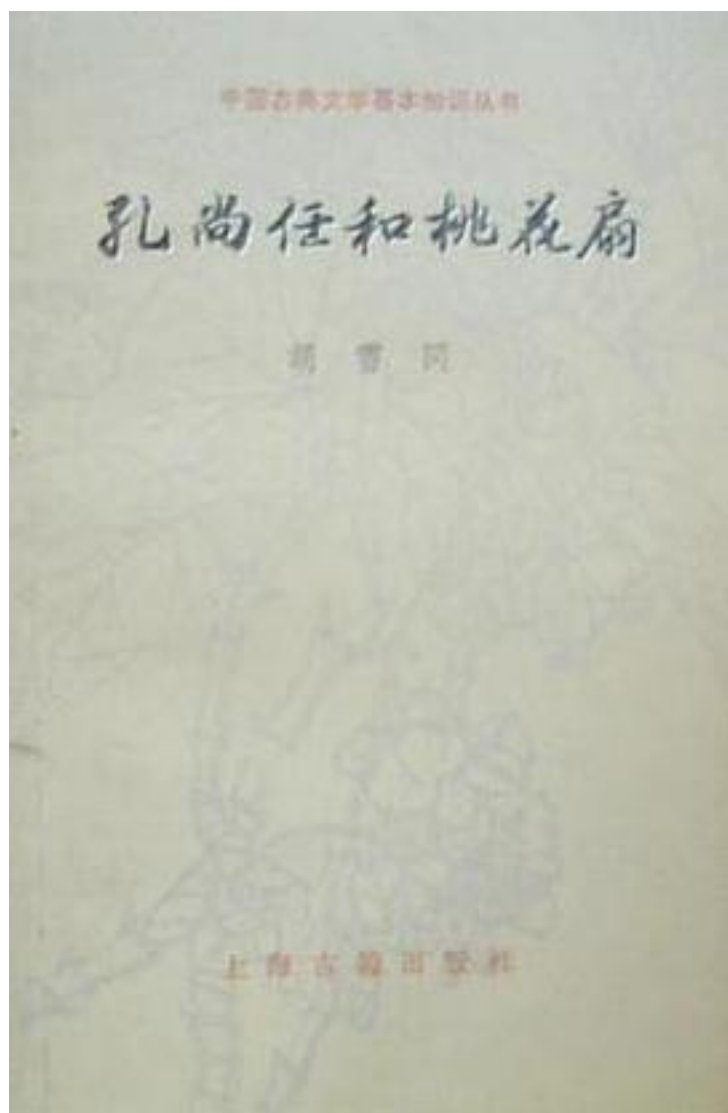 中国古典文学基本知识丛书
孔尚任和桃花扇
胡雪冈
上海古籍出版社